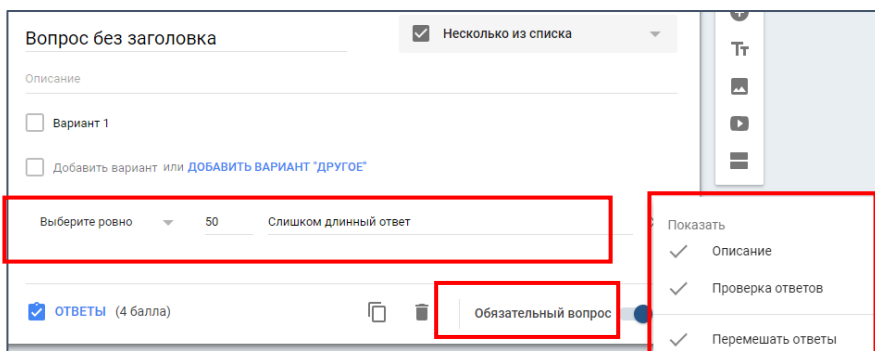 Вопрос без заголовка
Несколько из списка
Описание
Вариант 1
Добавить вариант или ДОБАВИТЬ ВАРИАНТ "ДРУГОЕ"
Выберите ровно 50 Слишком длинный ответ
ОТВЕТЫ (4 балла)
Обязательный вопрос
Тт
Показать
Описание
Проверка ответов
Перемешать ответы